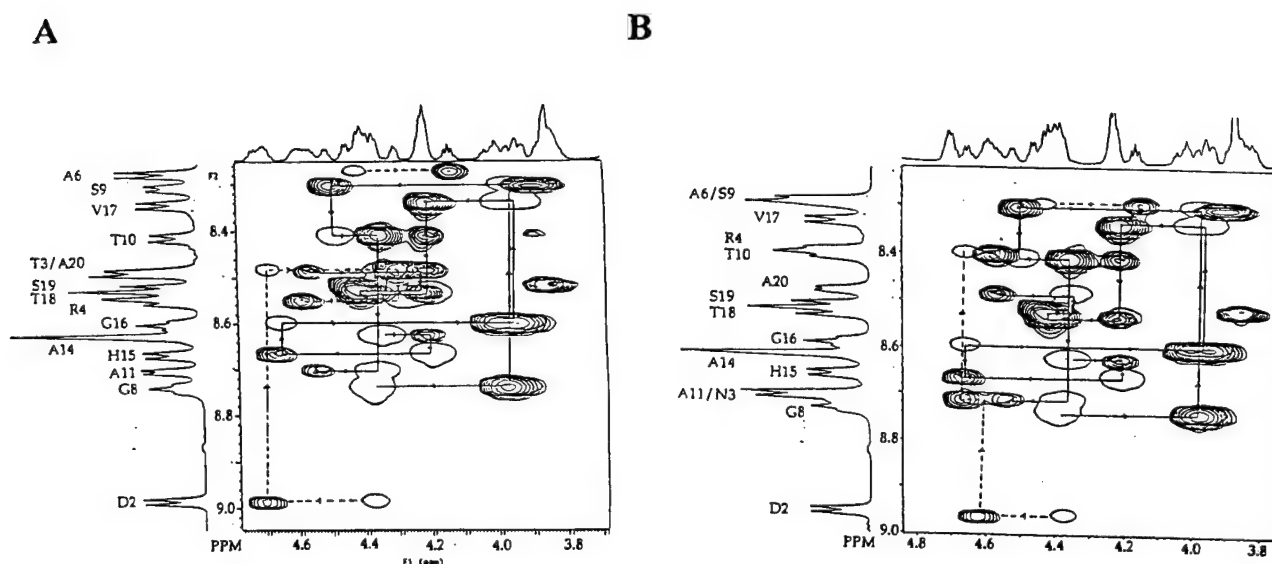 A
B
A6
F2
S9
V17
8.4
T10
T3/A20
S19
T18
R4
8.6
G16
A14
H15
A11
G8
8.8
D2
9.0
PPM
4.6
4.4
4.2
4.0
3.8
F1 (ppm)
A6/S9
V17
R4
8.4
T10
A20
S19
T18
G16
8.6
A14
H15
A11/N3
G8
8.8
D2
9.0
PPM
4.8
4.6
4.4
4.2
4.0
3.8